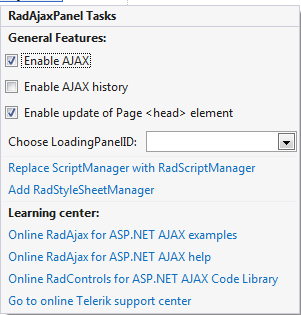 RadAjaxPanel Tasks
General Features:
Enable AJAX
Enable AJAX history
Enable update of Page <head> element
Choose LoadingPanelID:
Replace ScriptManager with RadScriptManager
Add RadStyleSheetManager
Learning center:
Online RadAjax for ASP.NET AJAX examples
Online RadAjax for ASP.NET AJAX help
Online RadControls for ASP.NET AJAX Code Library
Go to online Telerik support center